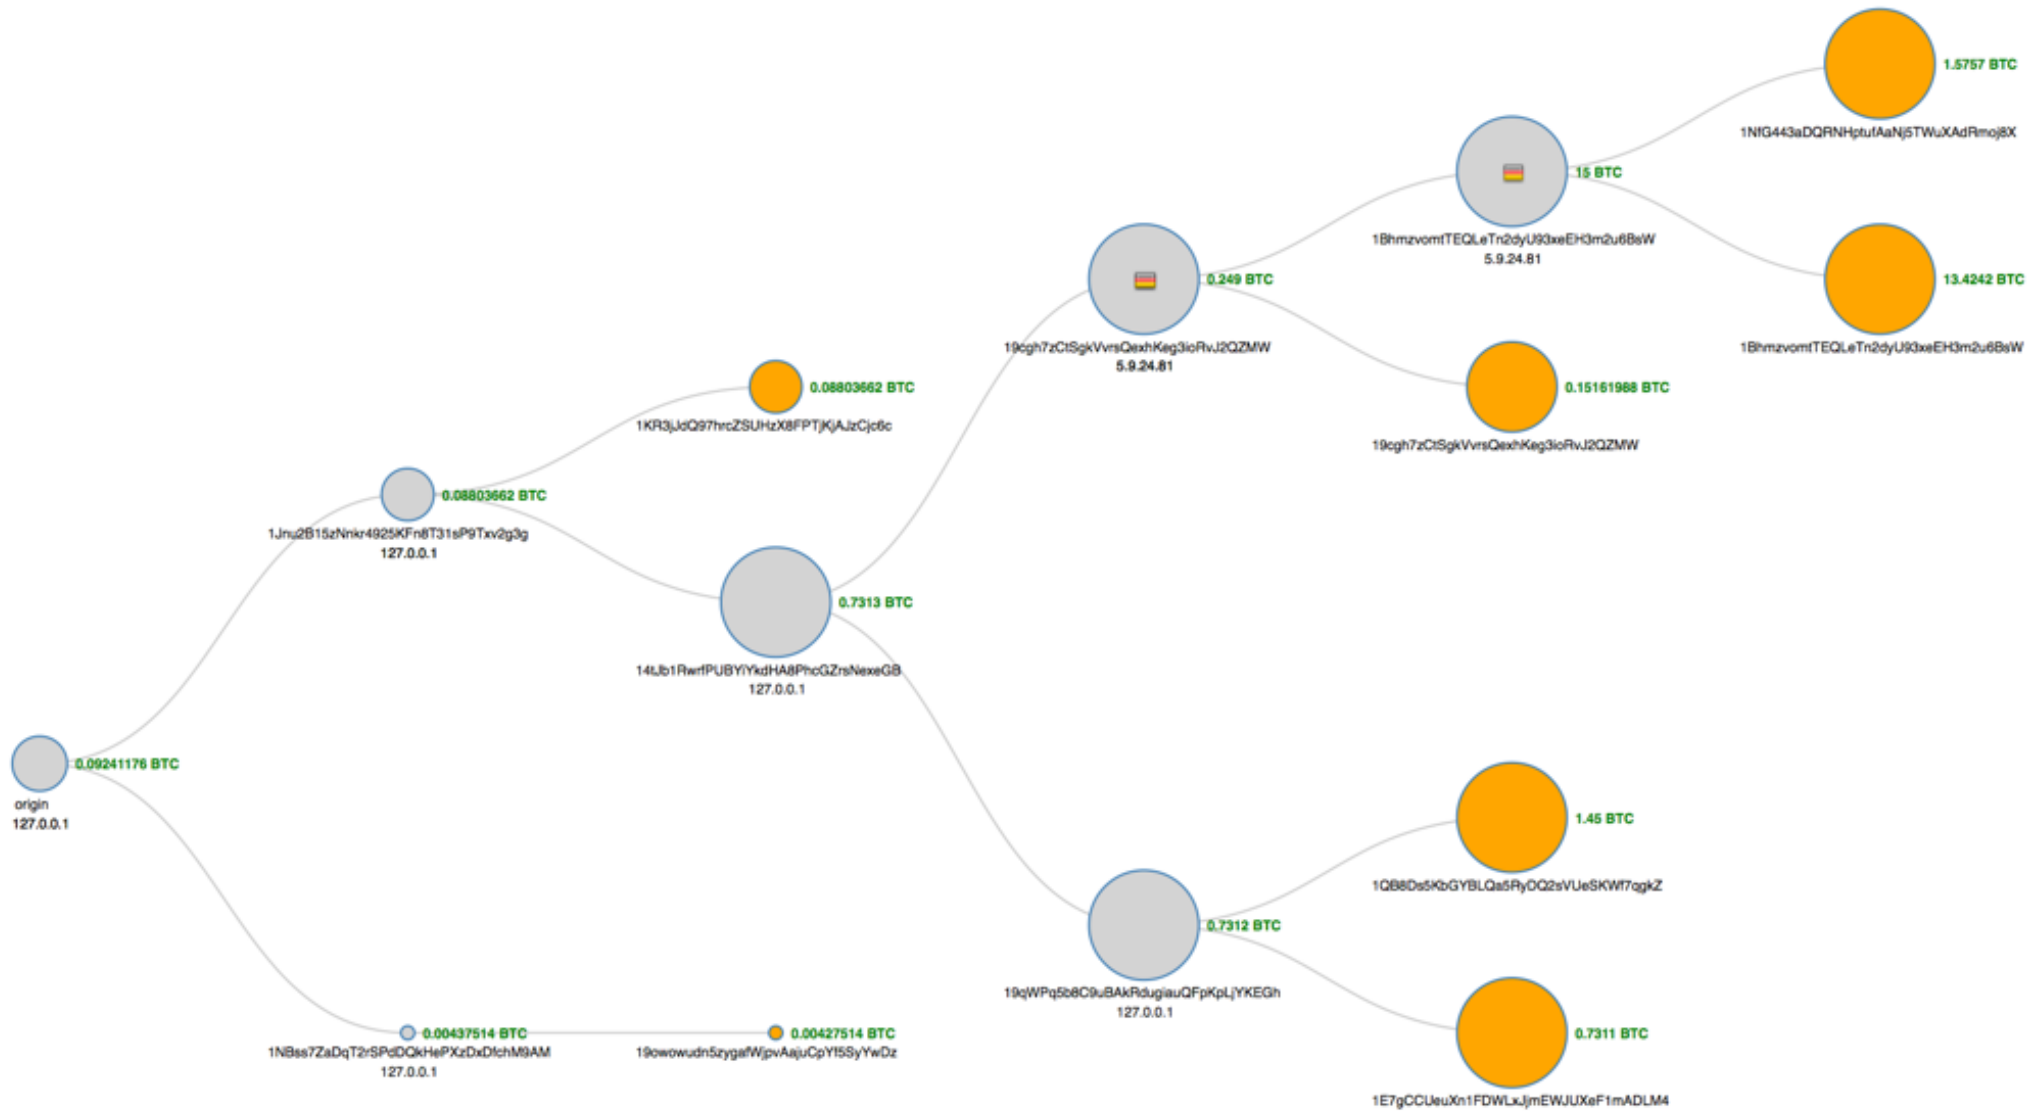 1.5757 BTC
1NfG443aDQRNHptufAaNj5TWuXAdRmoj8X
15 BTC
1BhmzvomtTEQLeTn2dyU93xeEH3m2u6BsW
5.9.24.81
13.4242 BTC
1BhmzvomtTEQLeTn2dyU93xeEH3m2u6BsW
0.249 BTC
19cgh7zCtSgkVvrsQexhKeg3ioRvJ2QZMW
5.9.24.81
0.15161988 BTC
19cgh7zCtSgkVvrsQexhKeg3ioRvJ2QZMW
0.08803662 BTC
1KR3jJdQ97hrcZSUHzX8FPTjKjAJzCjc6c
0.08803662 BTC
1Jnu2B15zNnkr4925KFn8T31sP9Txv2g3g
127.0.0.1
0.7313 BTC
14tJb1RwrfPUBYiYkdHA8PhcGZrsNexeGB
127.0.0.1
0.09241176 BTC
origin
127.0.0.1
1.45 BTC
1QB8Ds5KbGYBLQa5RyDQ2sVUeSKWf7qgkZ
0.7312 BTC
19qWPq5b8C9uBAkRdugiauQFpKpLjYKEGh
127.0.0.1
0.00437514 BTC
1NBss7ZaDqT2rSPdDQkHePXzDxDfchM9AM
127.0.0.1
0.00427514 BTC
19owowudn5zygafWjpvAajuCpYf5SyYwDz
0.7311 BTC
1E7gCCUeuXn1FDWLxJjmEWJUXeF1mADLM4